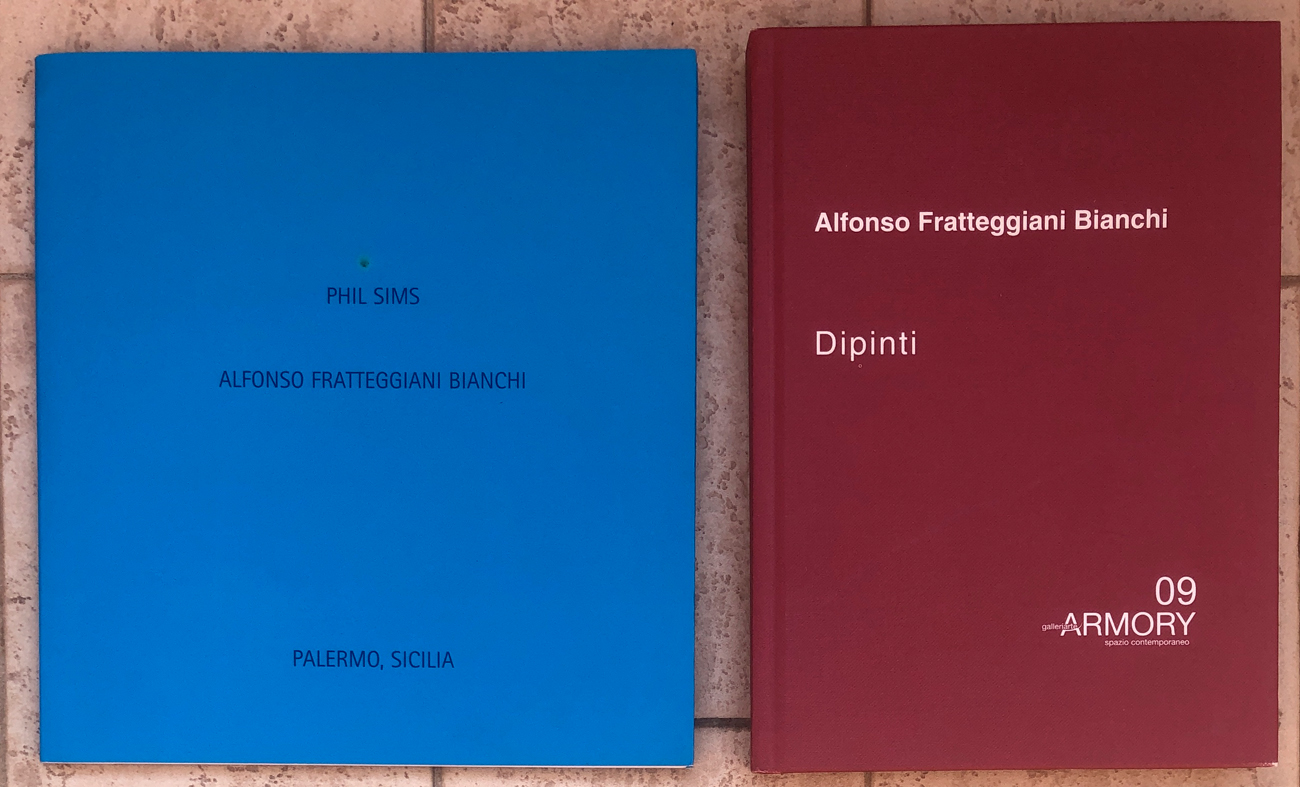 PHIL SIMS
ALFONSO FRATTEGGIANI BIANCHI
PALERMO, SICILIA
Alfonso Fratteggiani Bianchi
Dipinti
09
galleriarte ARMORY
spazio contemporaneo